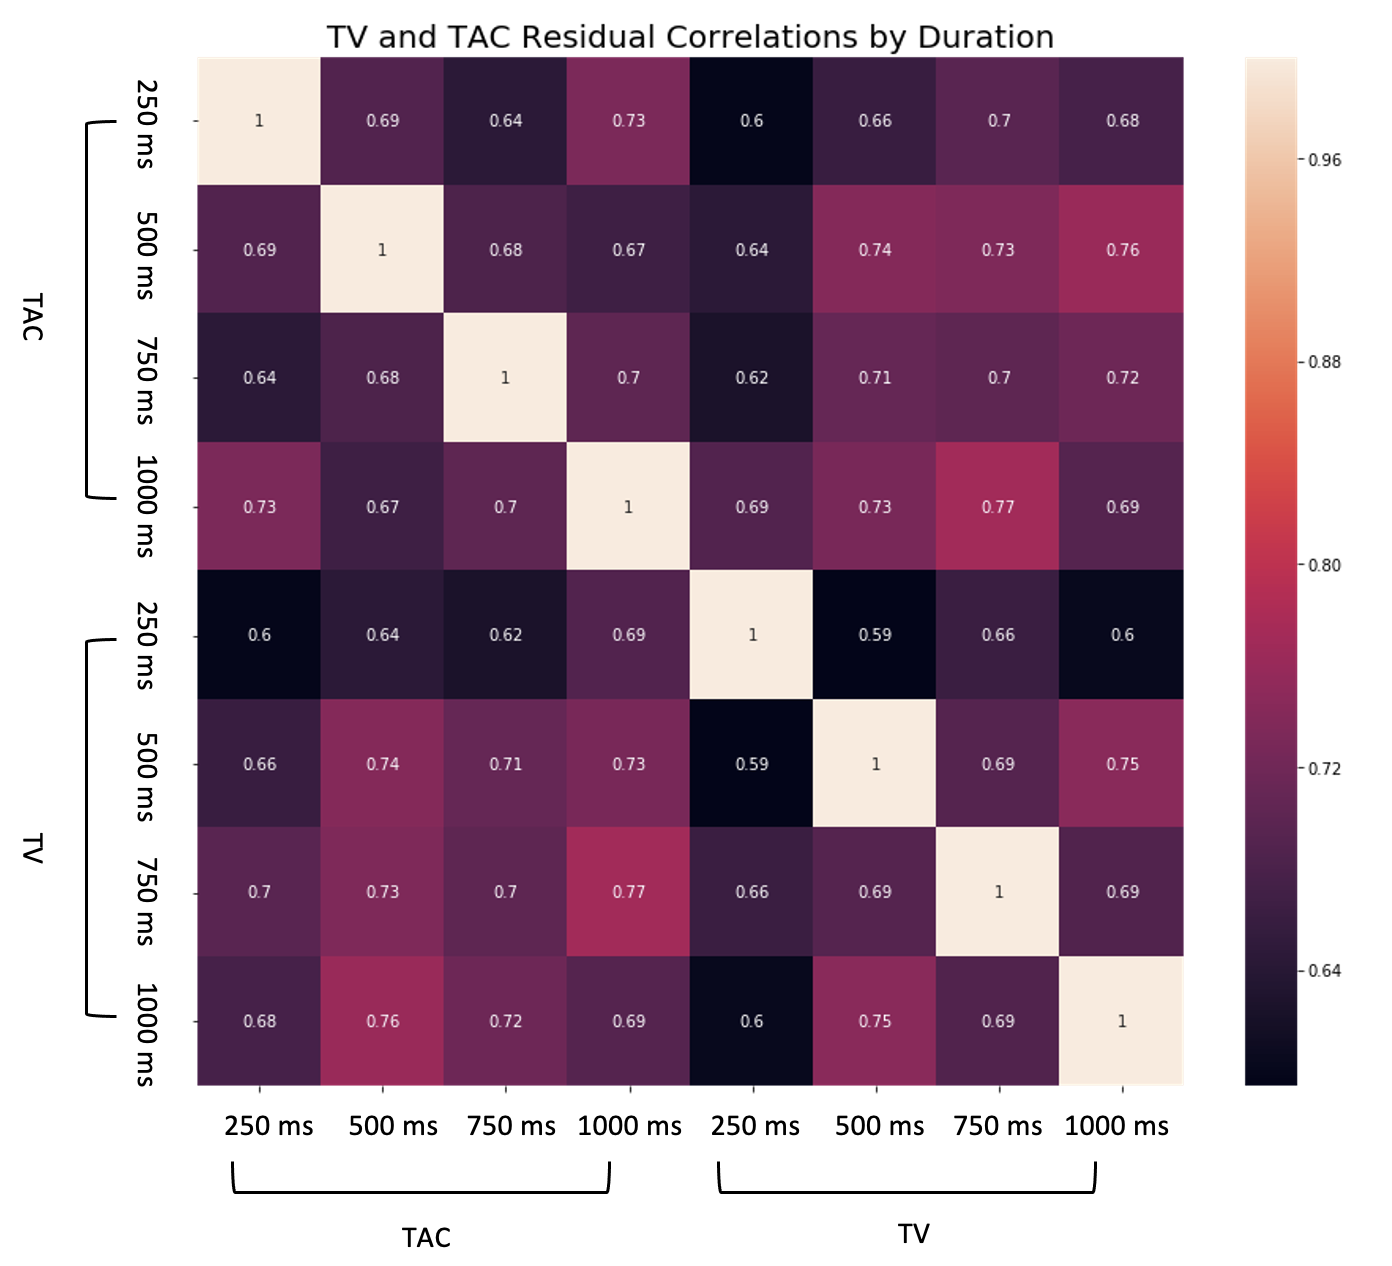 TV and TAC Residual Correlations by Duration
TAC
250 ms
1 0.69 0.64 0.73 0.6 0.66 0.7 0.68
500 ms
0.69 1 0.68 0.67 0.64 0.74 0.73 0.76
750 ms
0.64 0.68 1 0.7 0.62 0.71 0.7 0.72
1000 ms
0.73 0.67 0.7 1 0.69 0.73 0.77 0.69
TV
250 ms
0.6 0.64 0.62 0.69 1 0.59 0.66 0.6
500 ms
0.66 0.74 0.71 0.73 0.59 1 0.69 0.75
750 ms
0.7 0.73 0.7 0.77 0.66 0.69 1 0.69
1000 ms
0.68 0.76 0.72 0.69 0.6 0.75 0.69 1
250 ms 500 ms 750 ms 1000 ms 250 ms 500 ms 750 ms 1000 ms
TAC TV
0.96
0.88
0.80
0.72
0.64